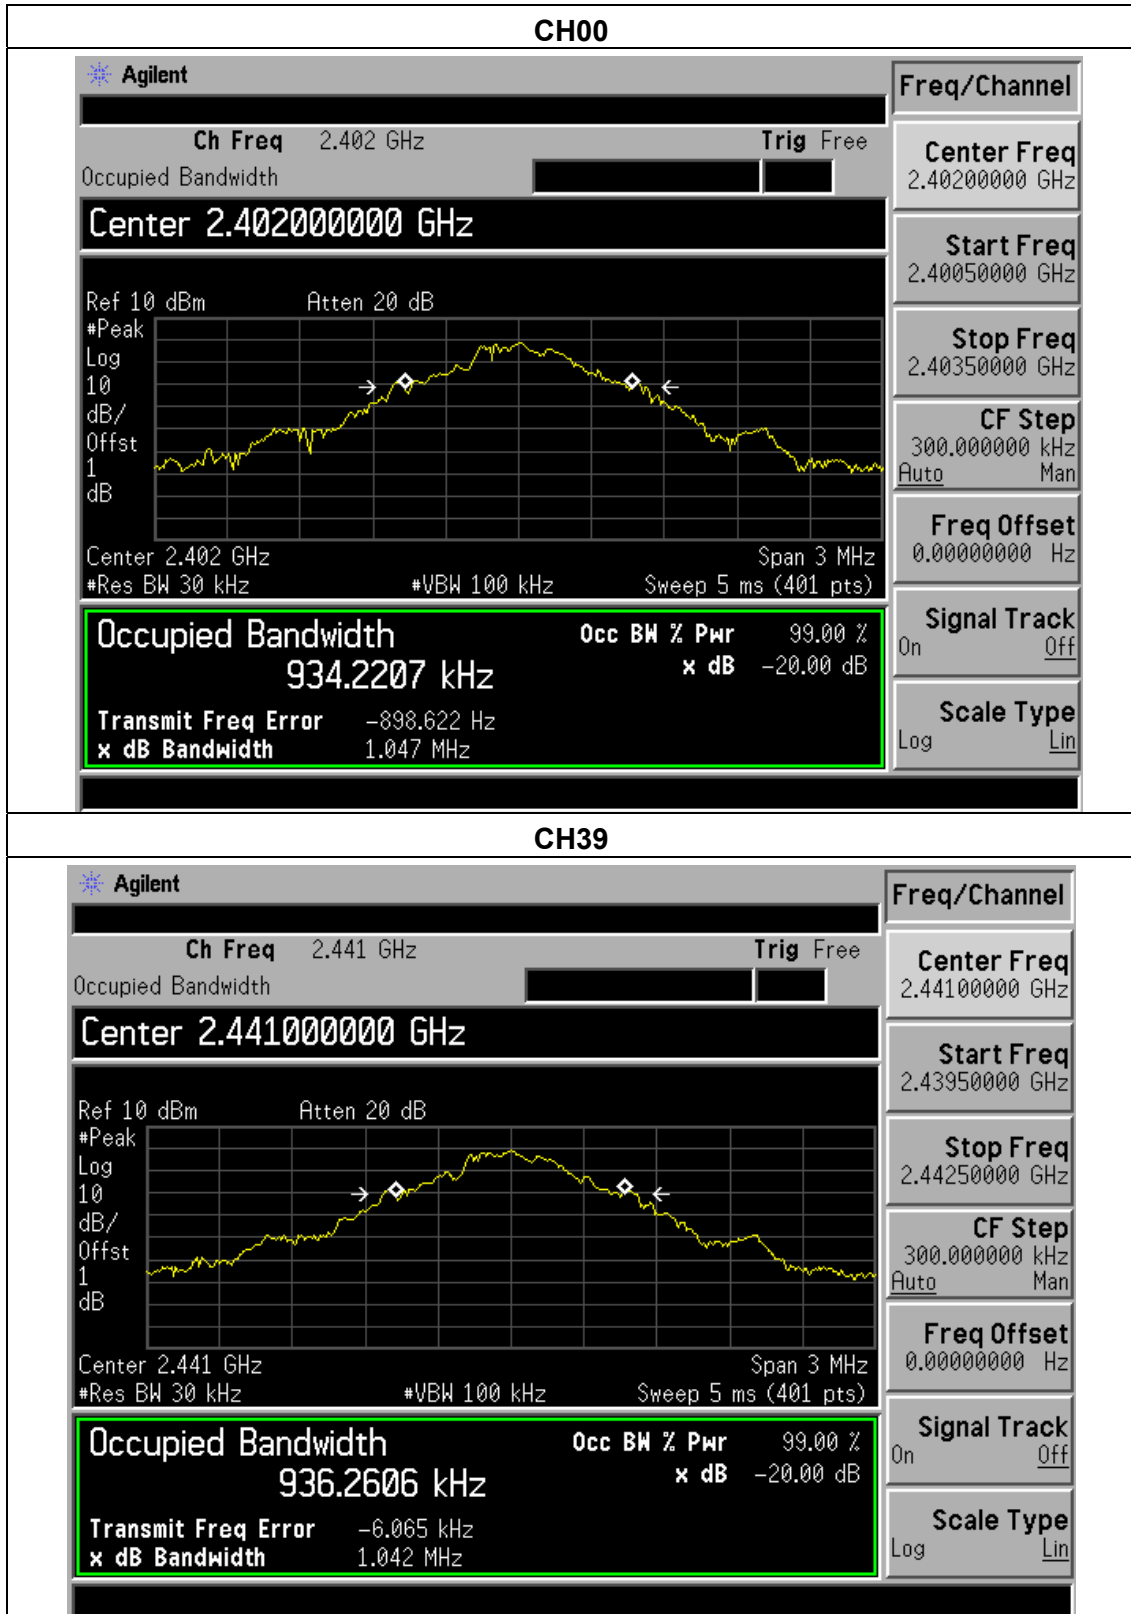 CH00
Agilent
Freq/Channel
Ch Freq 2.402 GHz Trig Free
Occupied Bandwidth
Center 2.402000000 GHz
Center Freq
2.40200000 GHz
Start Freq
2.40050000 GHz
Stop Freq
2.40350000 GHz
CF Step
300.000000 kHz
Auto Man
Freq Offset
0.00000000 Hz
Signal Track
On Off
Scale Type
Log Lin
Ref 10 dBm Atten 20 dB
#Peak
Log
10
dB/
Offst
1
dB
Center 2.402 GHz Span 3 MHz
#Res BW 30 kHz #VBW 100 kHz Sweep 5 ms (401 pts)
Occupied Bandwidth Occ BW % Pwr 99.00 %
934.2207 kHz x dB -20.00 dB
Transmit Freq Error -898.622 Hz
x dB Bandwidth 1.047 MHz
CH39
Agilent
Freq/Channel
Ch Freq 2.441 GHz Trig Free
Occupied Bandwidth
Center 2.441000000 GHz
Center Freq
2.44100000 GHz
Start Freq
2.43950000 GHz
Stop Freq
2.44250000 GHz
CF Step
300.000000 kHz
Auto Man
Freq Offset
0.00000000 Hz
Signal Track
On Off
Scale Type
Log Lin
Ref 10 dBm Atten 20 dB
#Peak
Log
10
dB/
Offst
1
dB
Center 2.441 GHz Span 3 MHz
#Res BW 30 kHz #VBW 100 kHz Sweep 5 ms (401 pts)
Occupied Bandwidth Occ BW % Pwr 99.00 %
936.2606 kHz x dB -20.00 dB
Transmit Freq Error -6.065 kHz
x dB Bandwidth 1.042 MHz